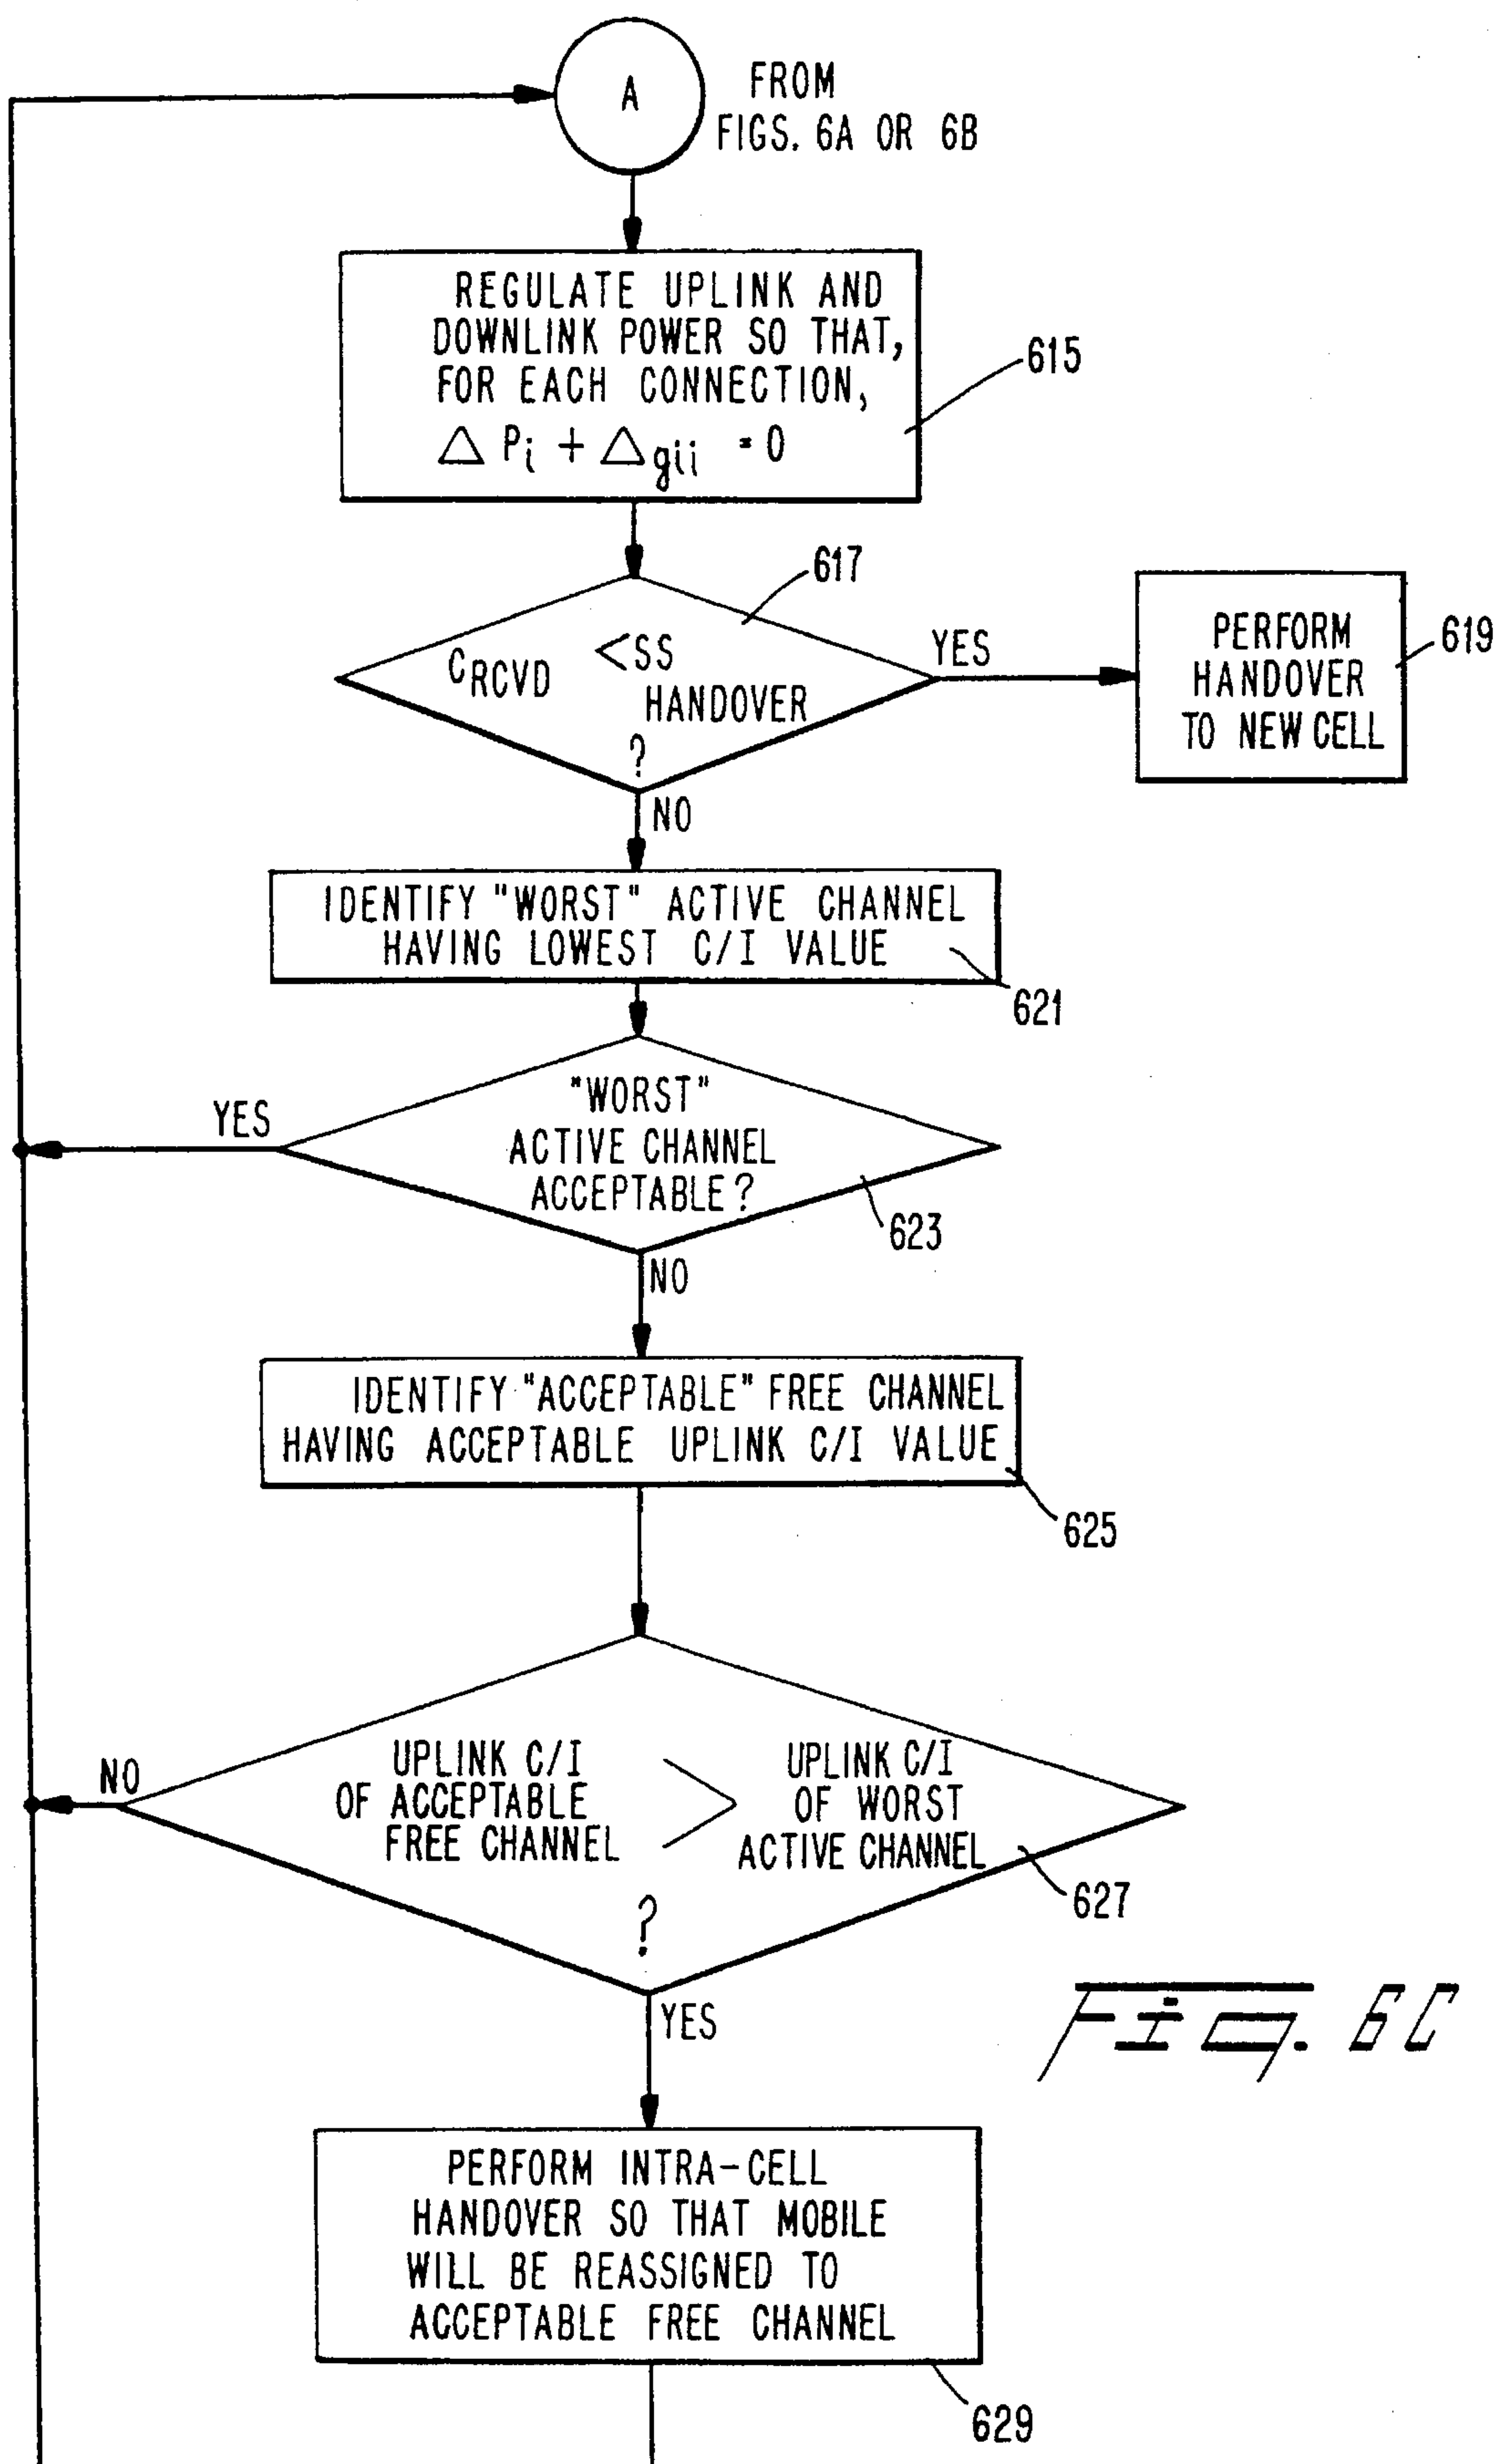 A
FROM
FIGS. 6A OR 6B
REGULATE UPLINK AND
DOWNLINK POWER SO THAT,
FOR EACH CONNECTION,
△ Pi + △gii = 0
615
617
CRCVD <SS HANDOVER
?
YES
NO
PERFORM
HANDOVER
TO NEW CELL
619
IDENTIFY "WORST" ACTIVE CHANNEL
HAVING LOWEST C/I VALUE
621
"WORST"
ACTIVE CHANNEL
ACCEPTABLE?
YES
623
NO
IDENTIFY "ACCEPTABLE" FREE CHANNEL
HAVING ACCEPTABLE UPLINK C/I VALUE
625
UPLINK C/I
OF ACCEPTABLE
FREE CHANNEL
>
UPLINK C/I
OF WORST
ACTIVE CHANNEL
?
NO
627
YES
Fig. 6C
PERFORM INTRA-CELL
HANDOVER SO THAT MOBILE
WILL BE REASSIGNED TO
ACCEPTABLE FREE CHANNEL
629